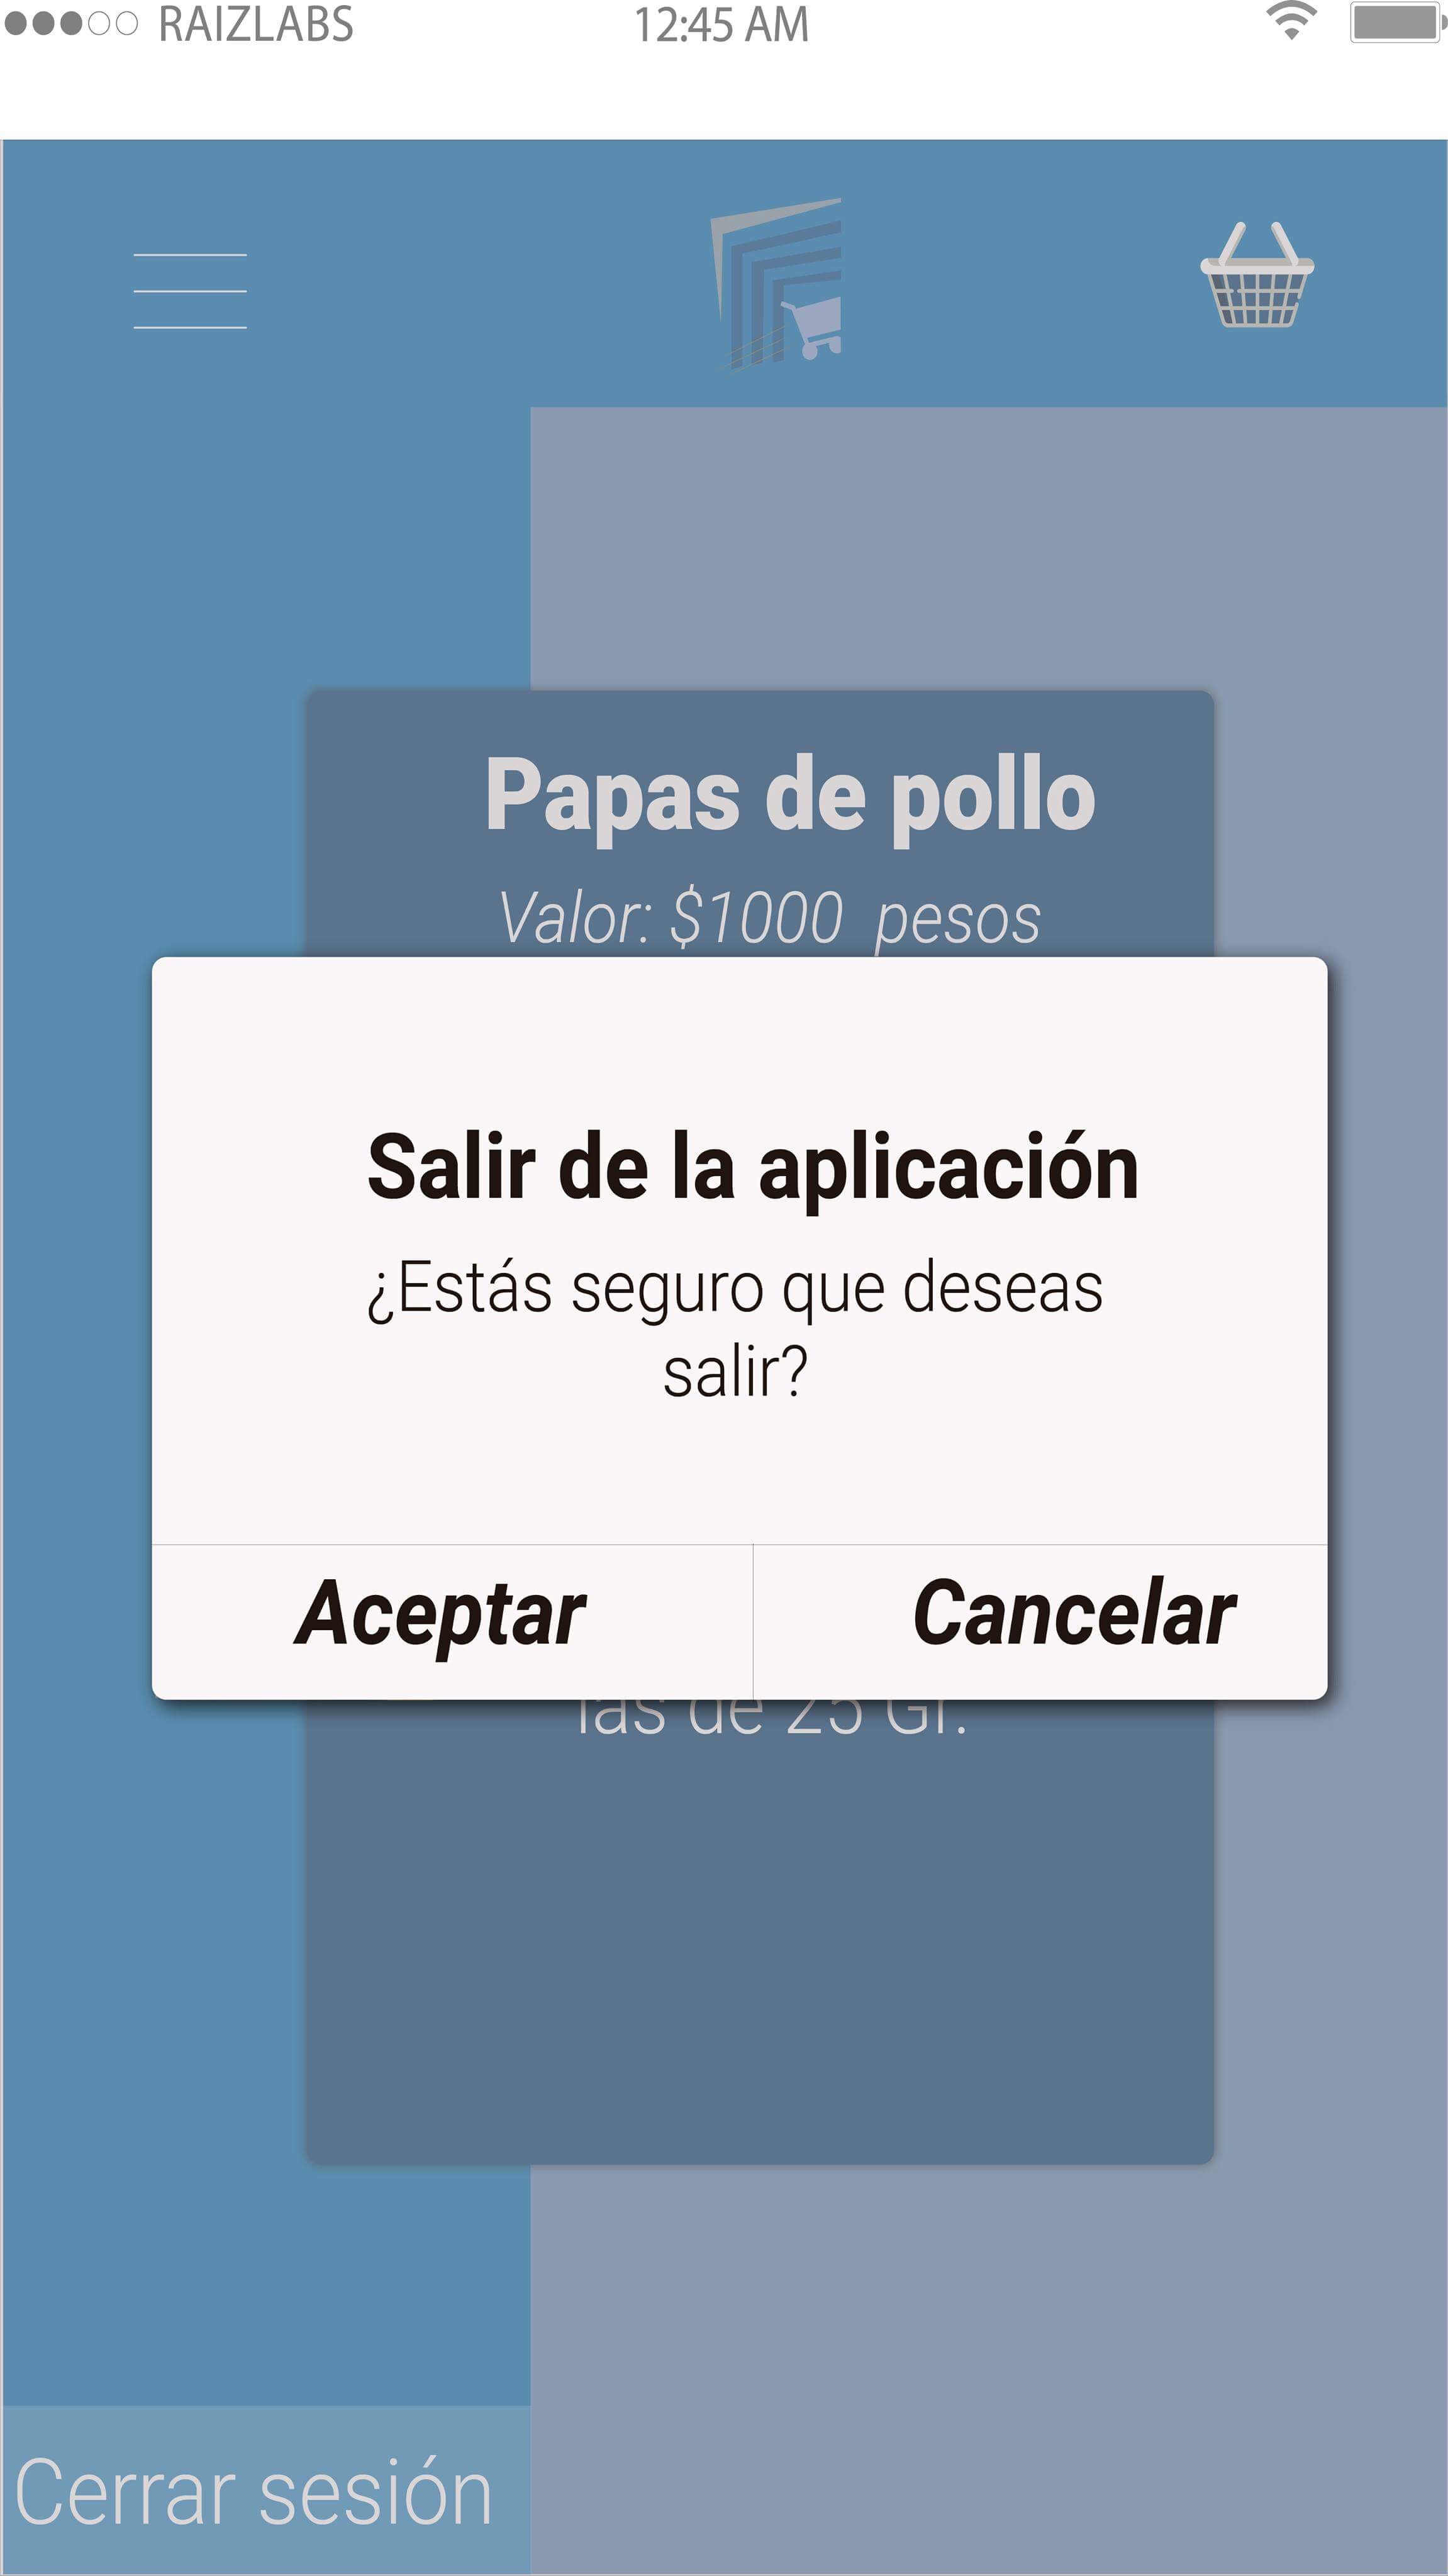 RAIZLABS 12:45 AM
Papas de pollo
Valor: $1000 pesos
Salir de la aplicación
¿Estás seguro que deseas
salir?
Aceptar Cancelar
las de 25 Gr.
Cerrar sesión